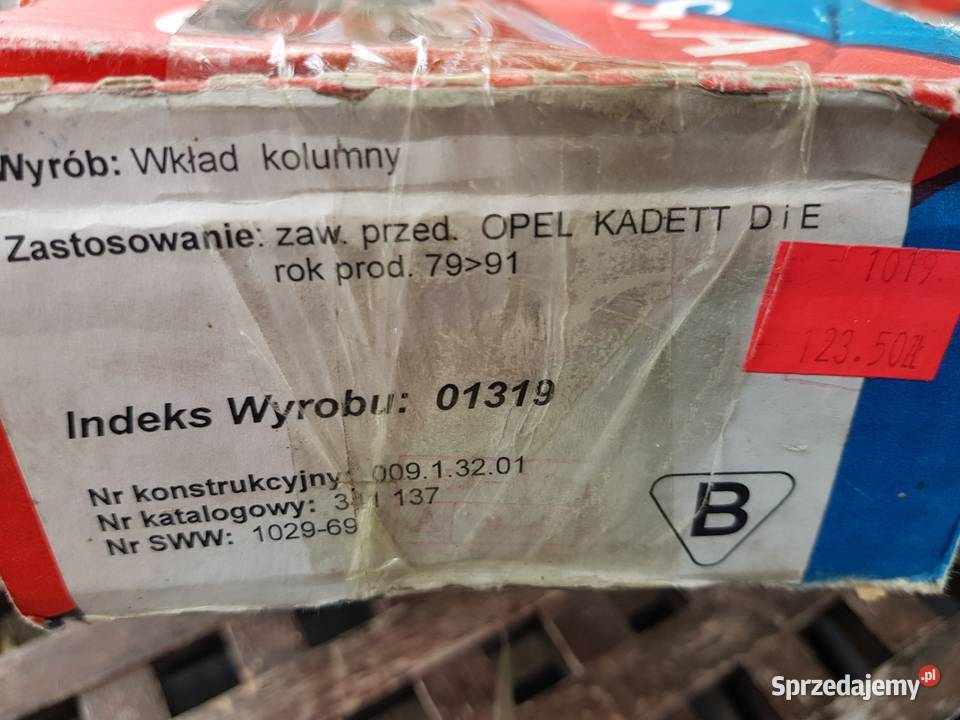 S.A.
Wyrób: Wkład kolumny
Zastosowanie: zaw. przed. OPEL KADETT D i E
rok prod. 79>91
1019
123.50zł
Indeks Wyrobu: 01319
Nr konstrukcyjny: 009.1.32.01
Nr katalogowy: 137
Nr SWW: 1029-69
B
Sprzedajemy.pl